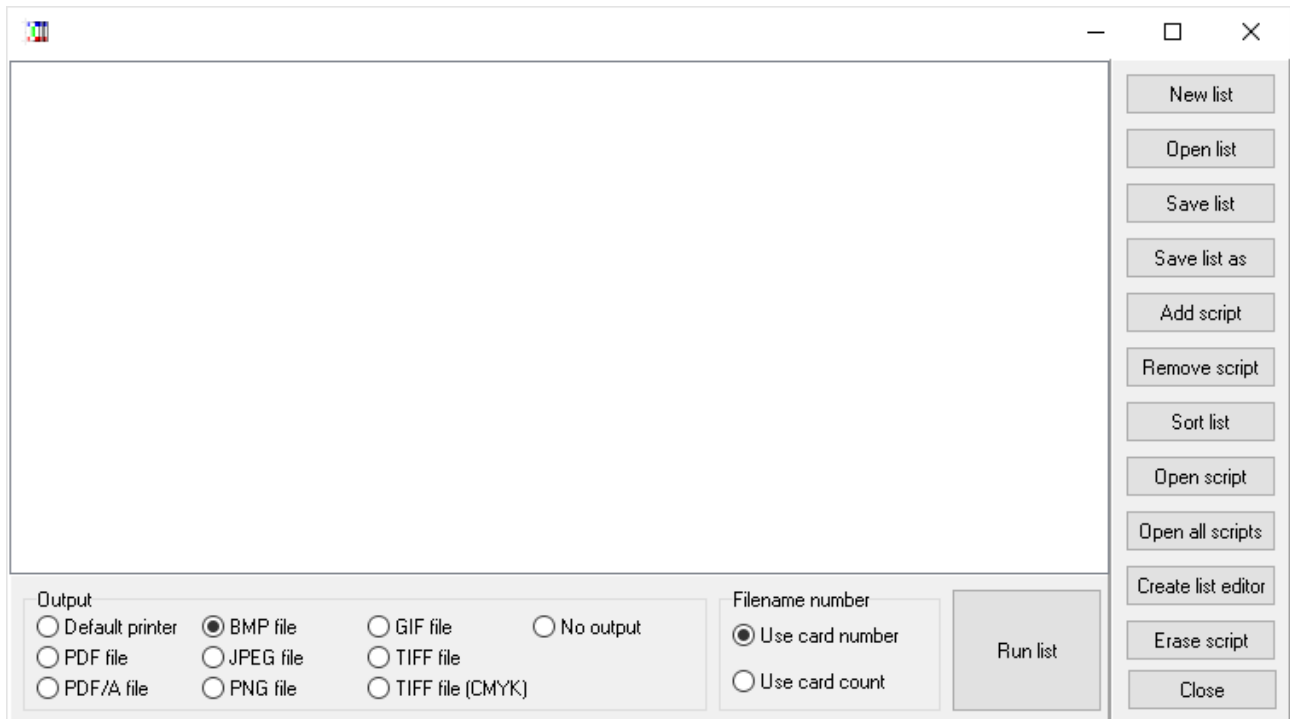 New list
Open list
Save list
Save list as
Add script
Remove script
Sort list
Open script
Open all scripts
Create list editor
Erase script
Close
Output
Default printer
BMP file
GIF file
No output
PDF file
JPEG file
TIFF file
PDF/A file
PNG file
TIFF file (CMYK)
Filename number
Use card number
Use card count
Run list